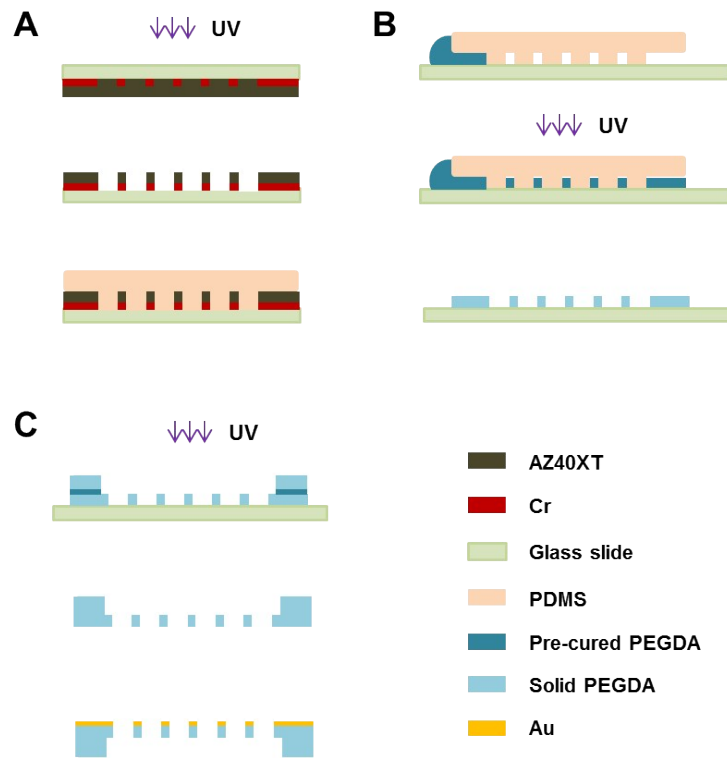 A
UV
B
UV
C
UV
AZ40XT
Cr
Glass slide
PDMS
Pre-cured PEGDA
Solid PEGDA
Au